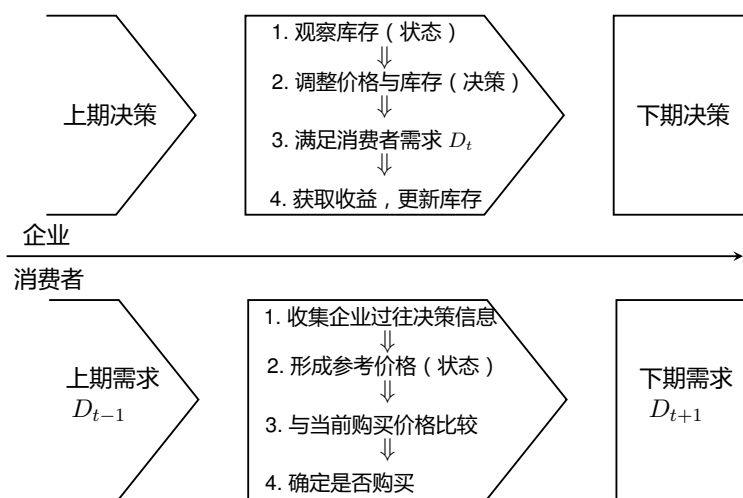 上期决策
1. 观察库存（状态）
⇓
2. 调整价格与库存（决策）
⇓
3. 满足消费者需求 D_t
⇓
4. 获取收益，更新库存
下期决策
企业
消费者
上期需求
D_{t−1}
1. 收集企业过往决策信息
⇓
2. 形成参考价格（状态）
⇓
3. 与当前购买价格比较
⇓
4. 确定是否购买
下期需求
D_{t+1}